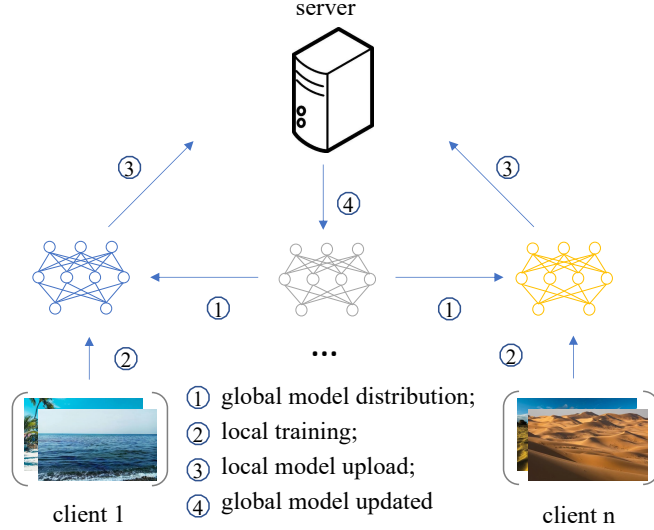 server
③
③
④
①
①
...
②
②
① global model distribution;
② local training;
③ local model upload;
④ global model updated
client 1
client n